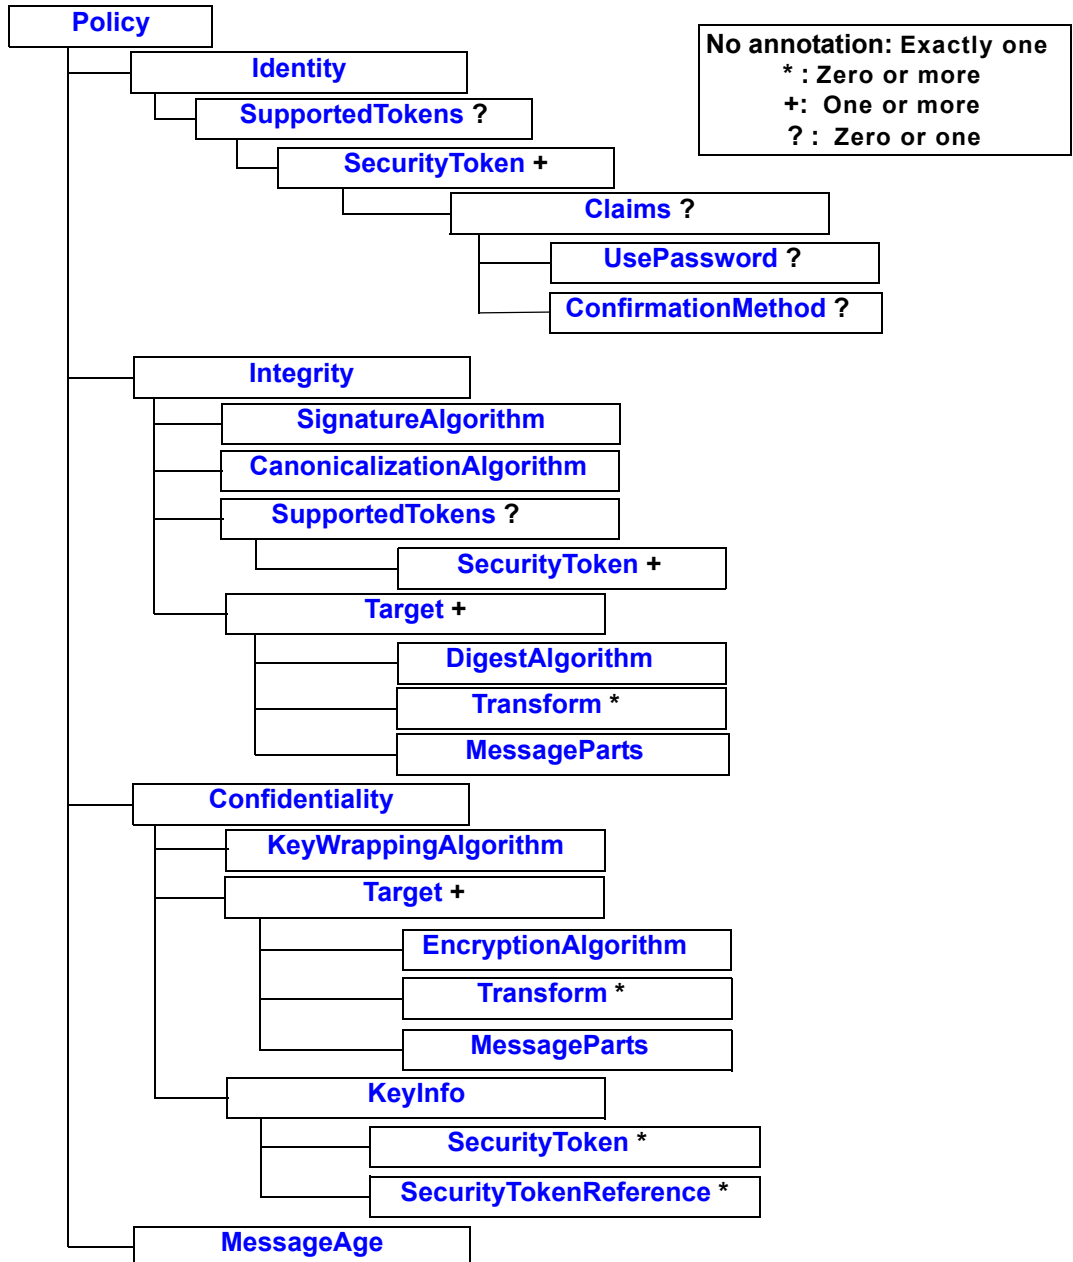 Policy
No annotation: Exactly one
* : Zero or more
+: One or more
? : Zero or one
Identity
SupportedTokens ?
SecurityToken +
Claims ?
UsePassword ?
ConfirmationMethod ?
Integrity
SignatureAlgorithm
CanonicalizationAlgorithm
SupportedTokens ?
SecurityToken +
Target +
DigestAlgorithm
Transform *
MessageParts
Confidentiality
KeyWrappingAlgorithm
Target +
EncryptionAlgorithm
Transform *
MessageParts
KeyInfo
SecurityToken *
SecurityTokenReference *
MessageAge